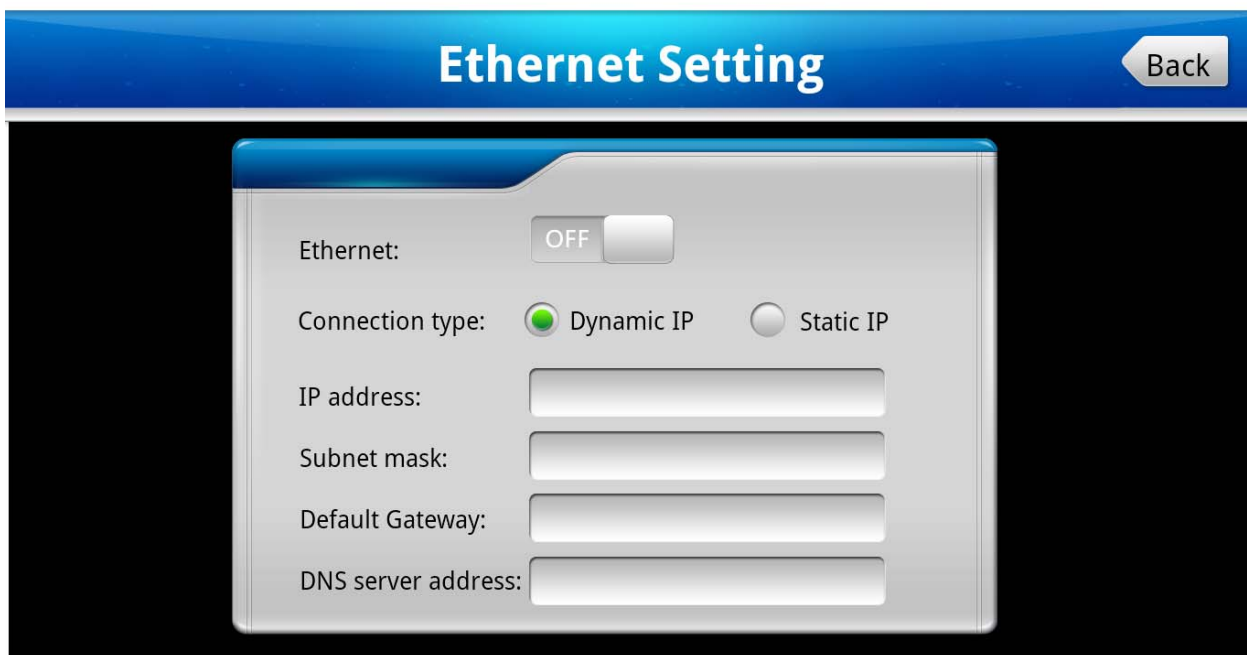 Ethernet Setting
Back
Ethernet:
OFF
Connection type:
Dynamic IP
Static IP
IP address:
Subnet mask:
Default Gateway:
DNS server address: